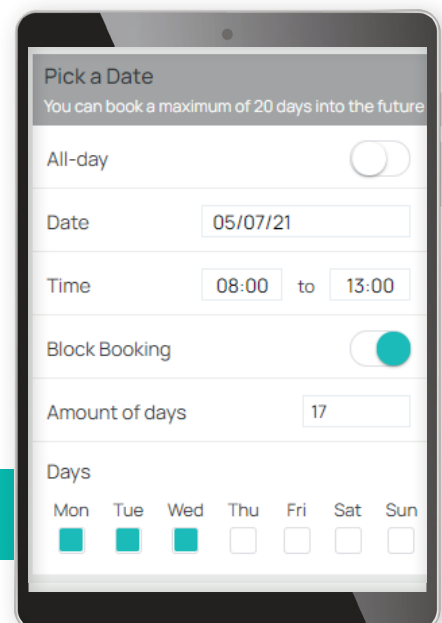 Pick a Date
You can book a maximum of 20 days into the future
All-day
Date 05/07/21
Time 08:00 to 13:00
Block Booking
Amount of days 17
Days
Mon Tue Wed Thu Fri Sat Sun